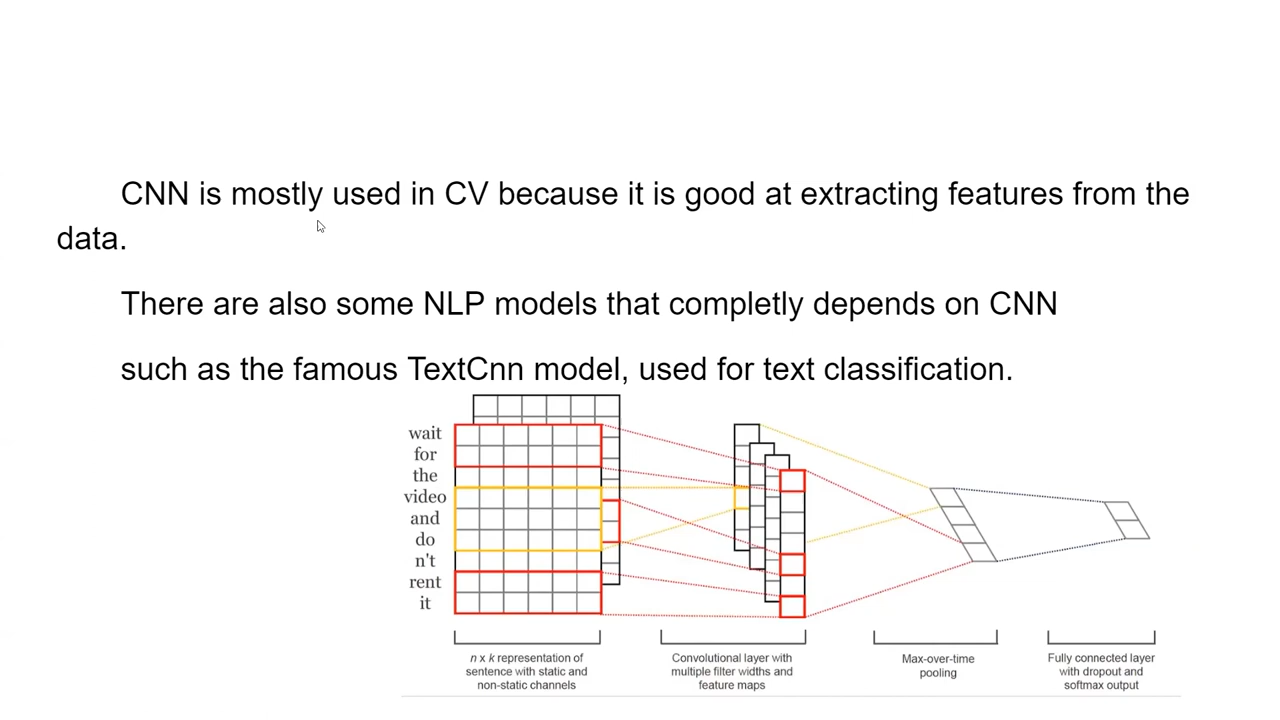 CNN is mostly used in CV because it is good at extracting features from the
data.
There are also some NLP models that completly depends on CNN
such as the famous TextCnn model, used for text classification.
wait
for
the
video
and
do
n't
rent
it
n x k representation of
sentence with static and
non-static channels
Convolutional layer with
multiple filter widths and
feature maps
Max-over-time
pooling
Fully connected layer
with dropout and
softmax output